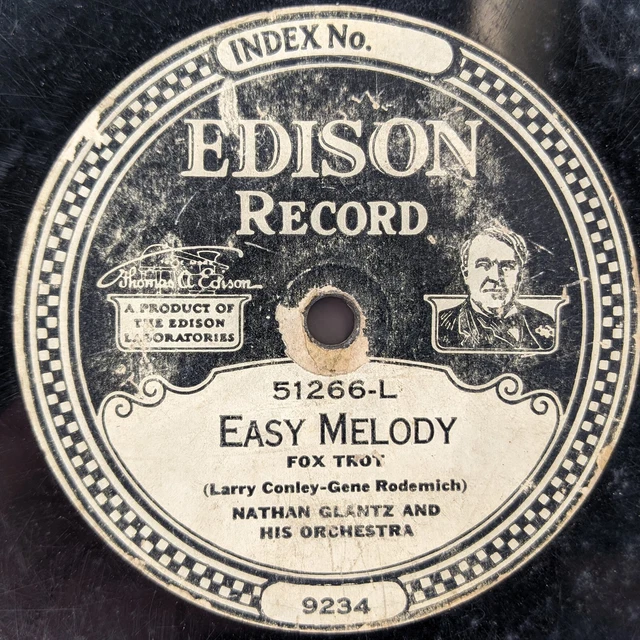 INDEX No.
EDISON
RECORD
Thomas A Edison
A PRODUCT OF
THE EDISON
LABORATORIES
51266-L
EASY MELODY
FOX TROT
(Larry Conley-Gene Rodemich)
NATHAN GLANTZ AND
HIS ORCHESTRA
9234